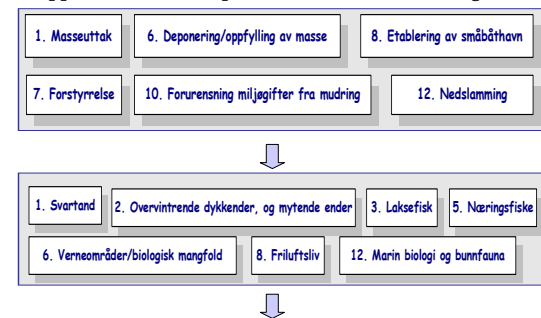 1. Masseuttak
6. Deponering/oppfylling av masse
8. Etablering av småbåthavn
7. Forstyrrelse
10. Forurensning miljøgifter fra mudring
12. Nedslamming
1. Svartand
2. Overvintrende dykkender, og mytende ender
3. Laksefisk
5. Næringsfiske
6. Verneområder/biologisk mangfold
8. Friluftsliv
12. Marin biologi og bunnfauna